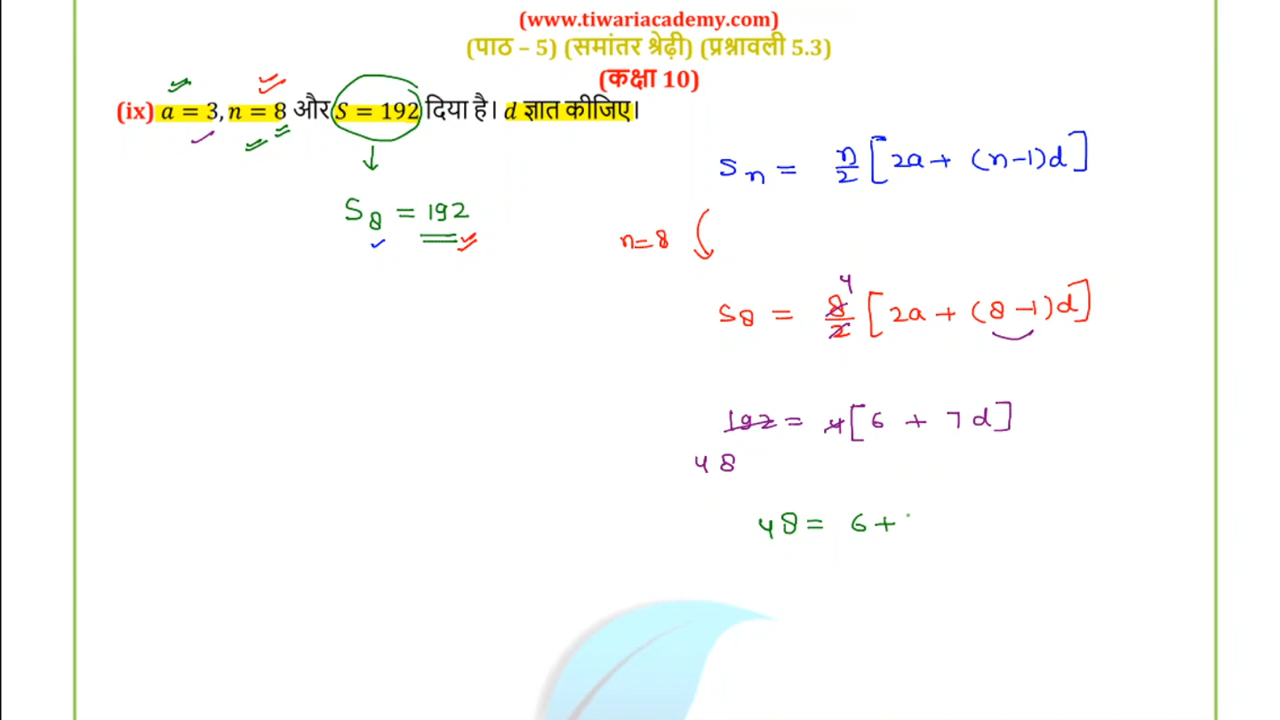 (www.tiwariacademy.com)
(पाठ – 5) (समांतर श्रेढ़ी) (प्रश्नावली 5.3)
(कक्षा 10)
(ix) a = 3, n = 8 और S = 192 दिया है। d ज्ञात कीजिए।
Sn = n/2 [2a + (n-1)d]
S8 = 192
n=8
4
S8 = 8/2 [2a + (8-1)d]
192 = 4[6 + 7d]
48
48 = 6+